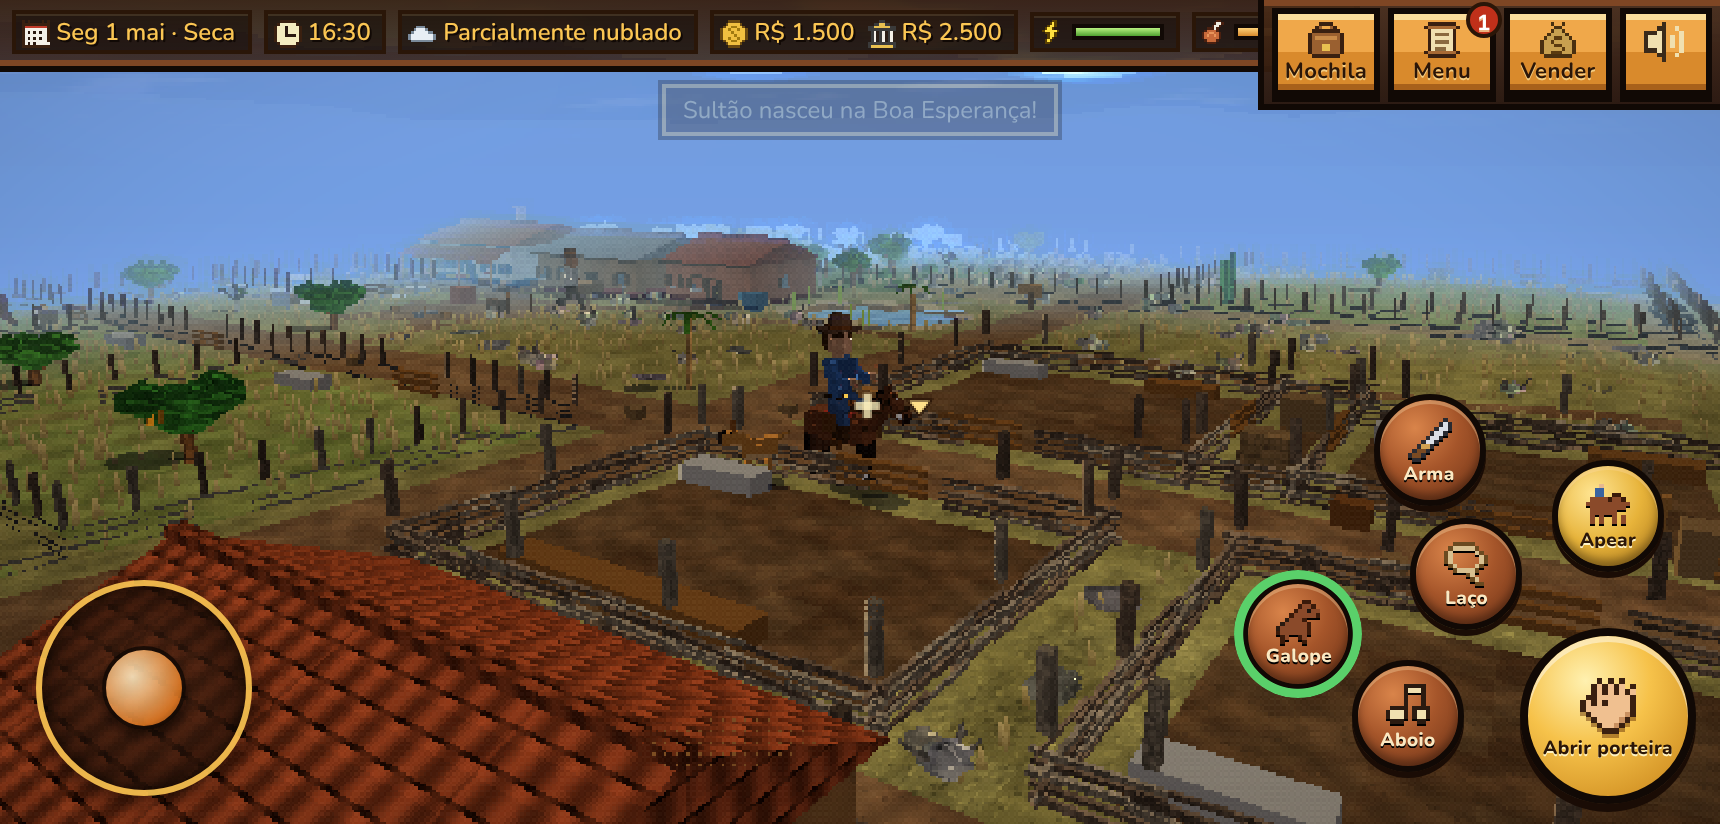 Seg 1 mai · Seca
16:30
Parcialmente nublado
R$ 1.500
R$ 2.500
Mochila
Menu
1
Vender
Sultão nasceu na Boa Esperança!
Arma
Apear
Laço
Galope
Aboio
Abrir porteira